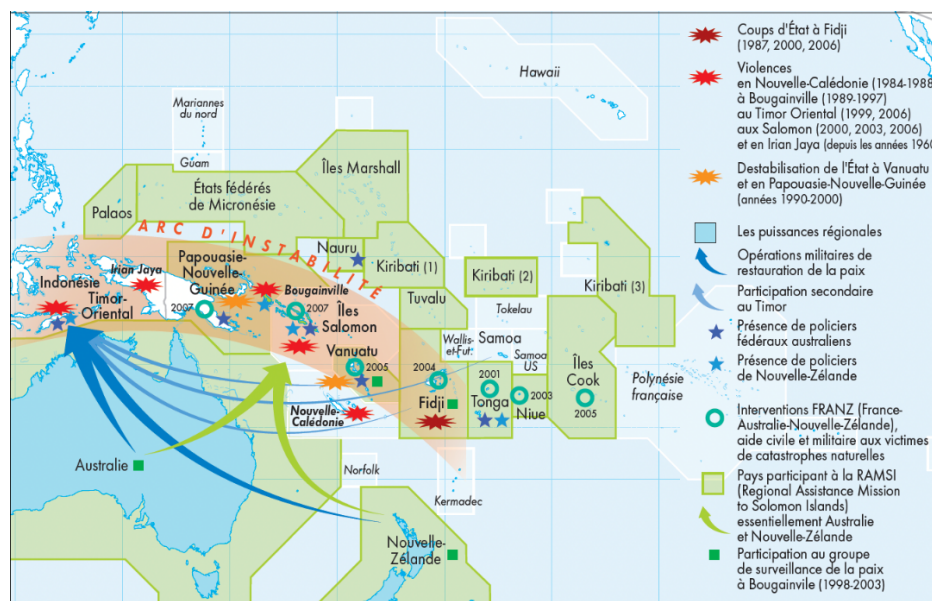 Hawaii
Mariannes
du nord
Guam
Îles Marshall
États fédérés
de Micronésie
Palaos
ARC D'INSTABILITÉ
Nauru
Kiribati (1)
Kiribati (2)
Kiribati (3)
Irian Jaya
Papouasie-
Nouvelle-
Guinée
2007
Bougainville
2007
Îles
Salomon
Indonésie
Timor-
Oriental
Tuvalu
Tokelau
Wallis-
et-Fut.
Samoa
Samoa
US
Vanuatu
2005
2004
Fidji
2001
Tonga
2003
Niue
Îles
Cook
2005
Polynésie
française
Nouvelle-
Calédonie
Australie
Norfolk
Kermadec
Nouvelle-
Zélande
Coups d'État à Fidji
(1987, 2000, 2006)
Violences
en Nouvelle-Calédonie (1984-1988
à Bougainville (1989-1997)
au Timor Oriental (1999, 2006)
aux Salomon (2000, 2003, 2006)
et en Irian Jaya (depuis les années 1960
Destabilisation de l'État à Vanuatu
et en Papouasie-Nouvelle-Guinée
(années 1990-2000)
Les puissances régionales
Opérations militaires de
restauration de la paix
Participation secondaire
au Timor
Présence de policiers
fédéraux australiens
Présence de policiers
de Nouvelle-Zélande
Interventions FRANZ (France-
Australie-Nouvelle-Zélande),
aide civile et militaire aux victimes
de catastrophes naturelles
Pays participant à la RAMSI
(Regional Assistance Mission
to Solomon Islands)
essentiellement Australie
et Nouvelle-Zélande
Participation au groupe
de surveillance de la paix
à Bougainvile (1998-2003)